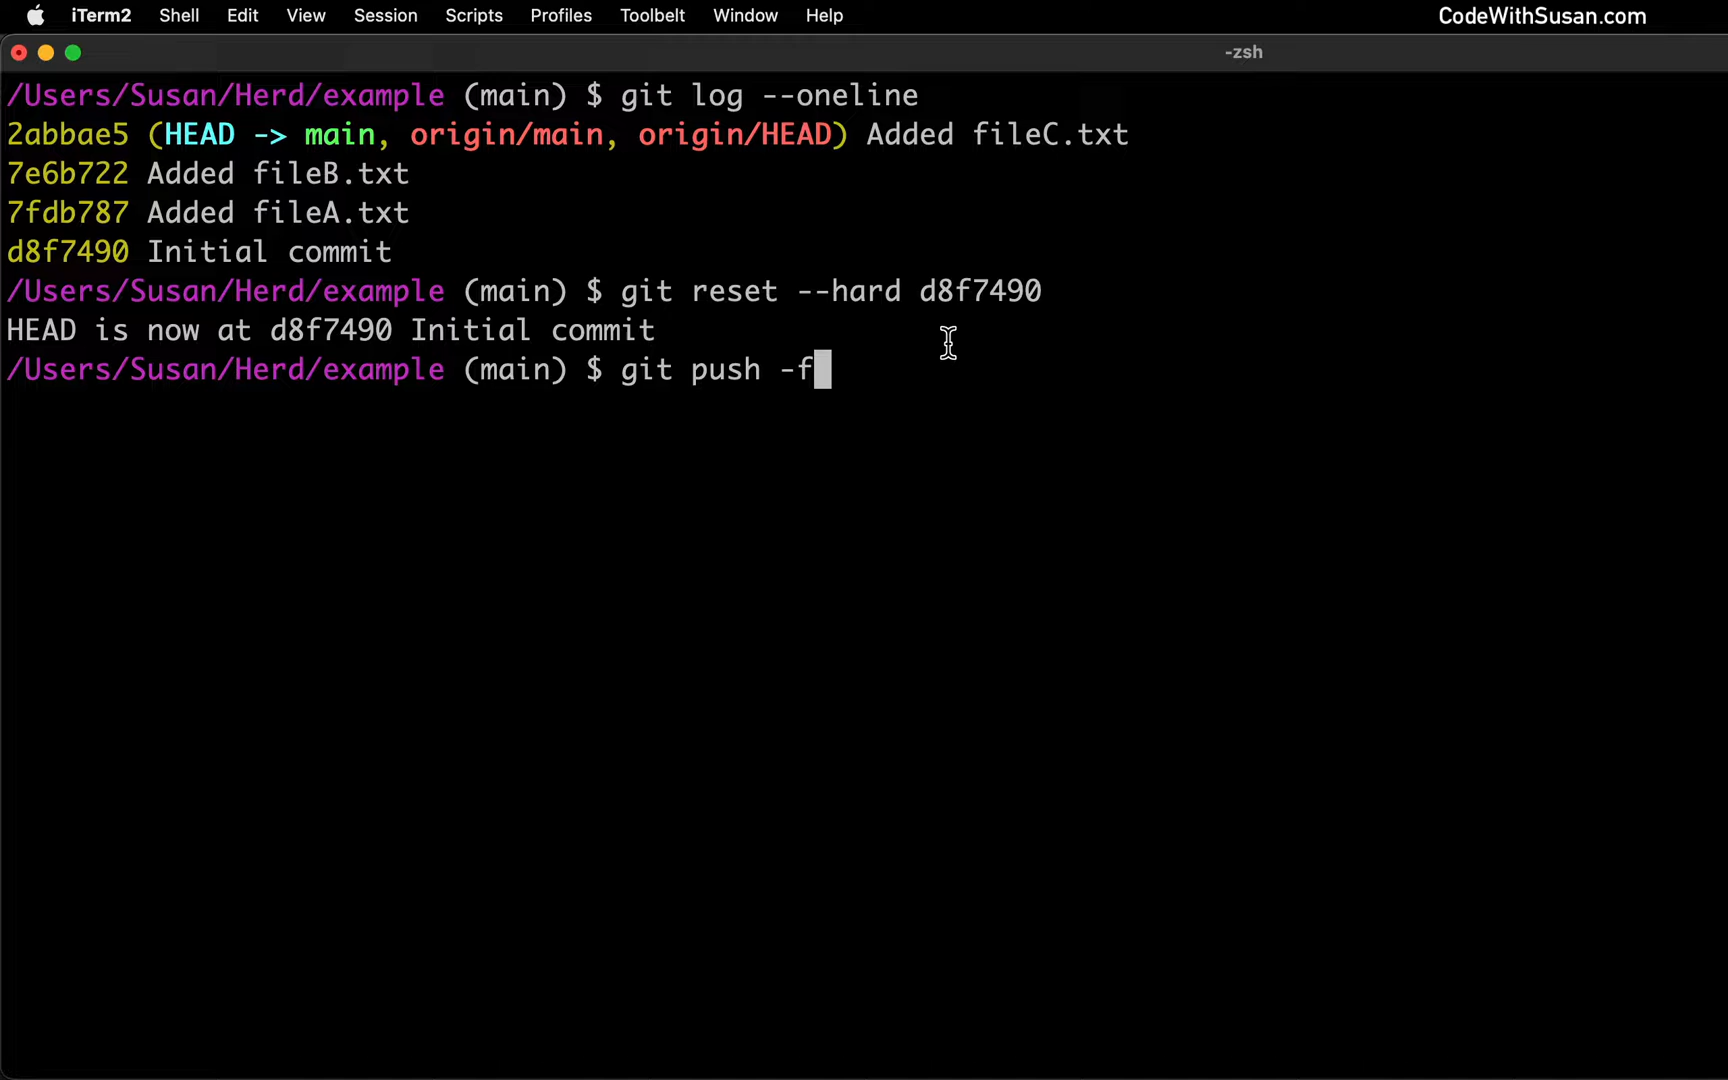 iTerm2 Shell Edit View Session Scripts Profiles Toolbelt Window Help CodeWithSusan.com
-zsh
/Users/Susan/Herd/example (main) $ git log --oneline
2abbae5 (HEAD -> main, origin/main, origin/HEAD) Added fileC.txt
7e6b722 Added fileB.txt
7fdb787 Added fileA.txt
d8f7490 Initial commit
/Users/Susan/Herd/example (main) $ git reset --hard d8f7490
HEAD is now at d8f7490 Initial commit
/Users/Susan/Herd/example (main) $ git push -f